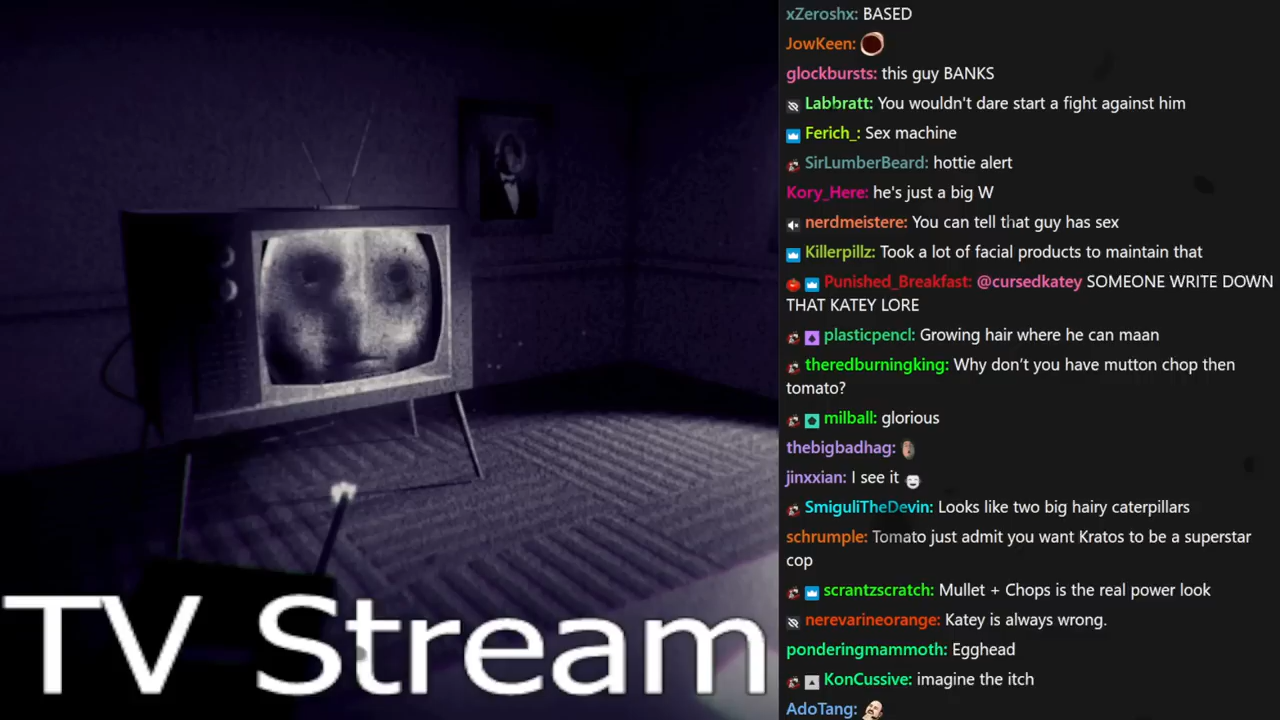 xZeroshx: BASED
JowKeen:
glockbursts: this guy BANKS
Labbratt: You wouldn't dare start a fight against him
Ferich_: Sex machine
SirLumberBeard: hottie alert
Kory_Here: he's just a big W
nerdmeistere: You can tell that guy has sex
Killerpillz: Took a lot of facial products to maintain that
Punished_Breakfast: @cursedkatey SOMEONE WRITE DOWN
THAT KATEY LORE
plasticpencl: Growing hair where he can maan
theredburningking: Why don’t you have mutton chop then
tomato?
milball: glorious
thebigbadhag:
jinxxian: I see it
SmiguliTheDevin: Looks like two big hairy caterpillars
schrumple: Tomato just admit you want Kratos to be a superstar
cop
scrantzscratch: Mullet + Chops is the real power look
nerevarineorange: Katey is always wrong.
ponderingmammoth: Egghead
KonCussive: imagine the itch
AdoTang:
TV Stream